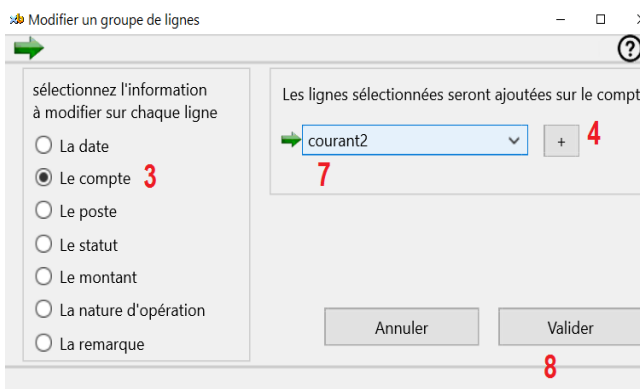 Modifier un groupe de lignes
?
sélectionnez l'information
à modifier sur chaque ligne
La date
Le compte 3
Le poste
Le statut
Le montant
La nature d'opération
La remarque
Les lignes sélectionnées seront ajoutées sur le compt
courant2 + 4
7
Annuler Valider
8